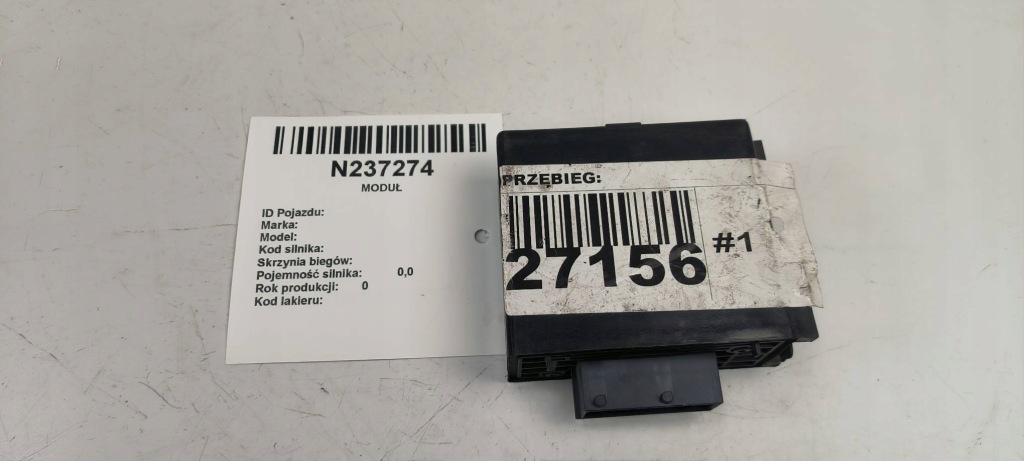 N237274
MODUŁ
ID Pojazdu:
Marka:
Model:
Kod silnika:
Skrzynia biegów:
Pojemność silnika: 0,0
Rok produkcji: 0
Kod lakieru:
PRZEBIEG:
27156 #1